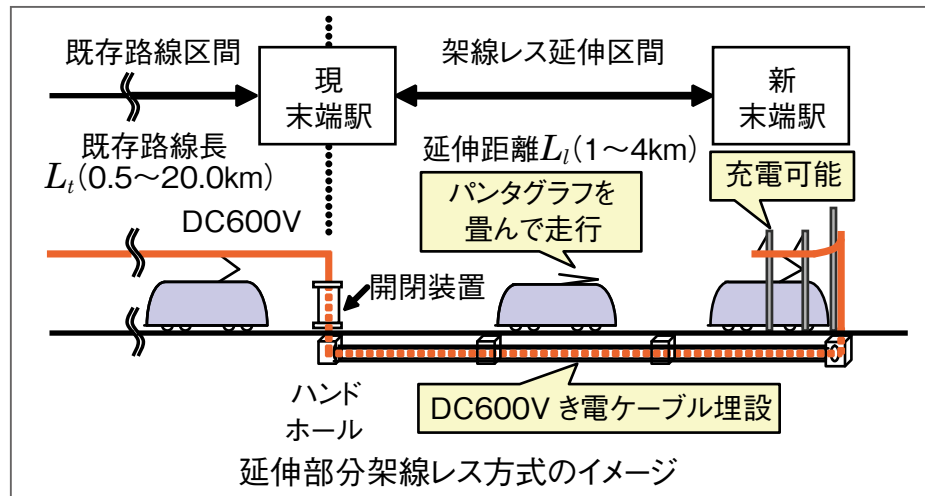 既存路線区間
現
末端駅
架線レス延伸区間
新
末端駅
既存路線長
Lt(0.5～20.0km)
延伸距離Ll(1～4km)
充電可能
パンタグラフを
畳んで走行
DC600V
開閉装置
ハンド
ホール
DC600V き電ケーブル埋設
延伸部分架線レス方式のイメージ